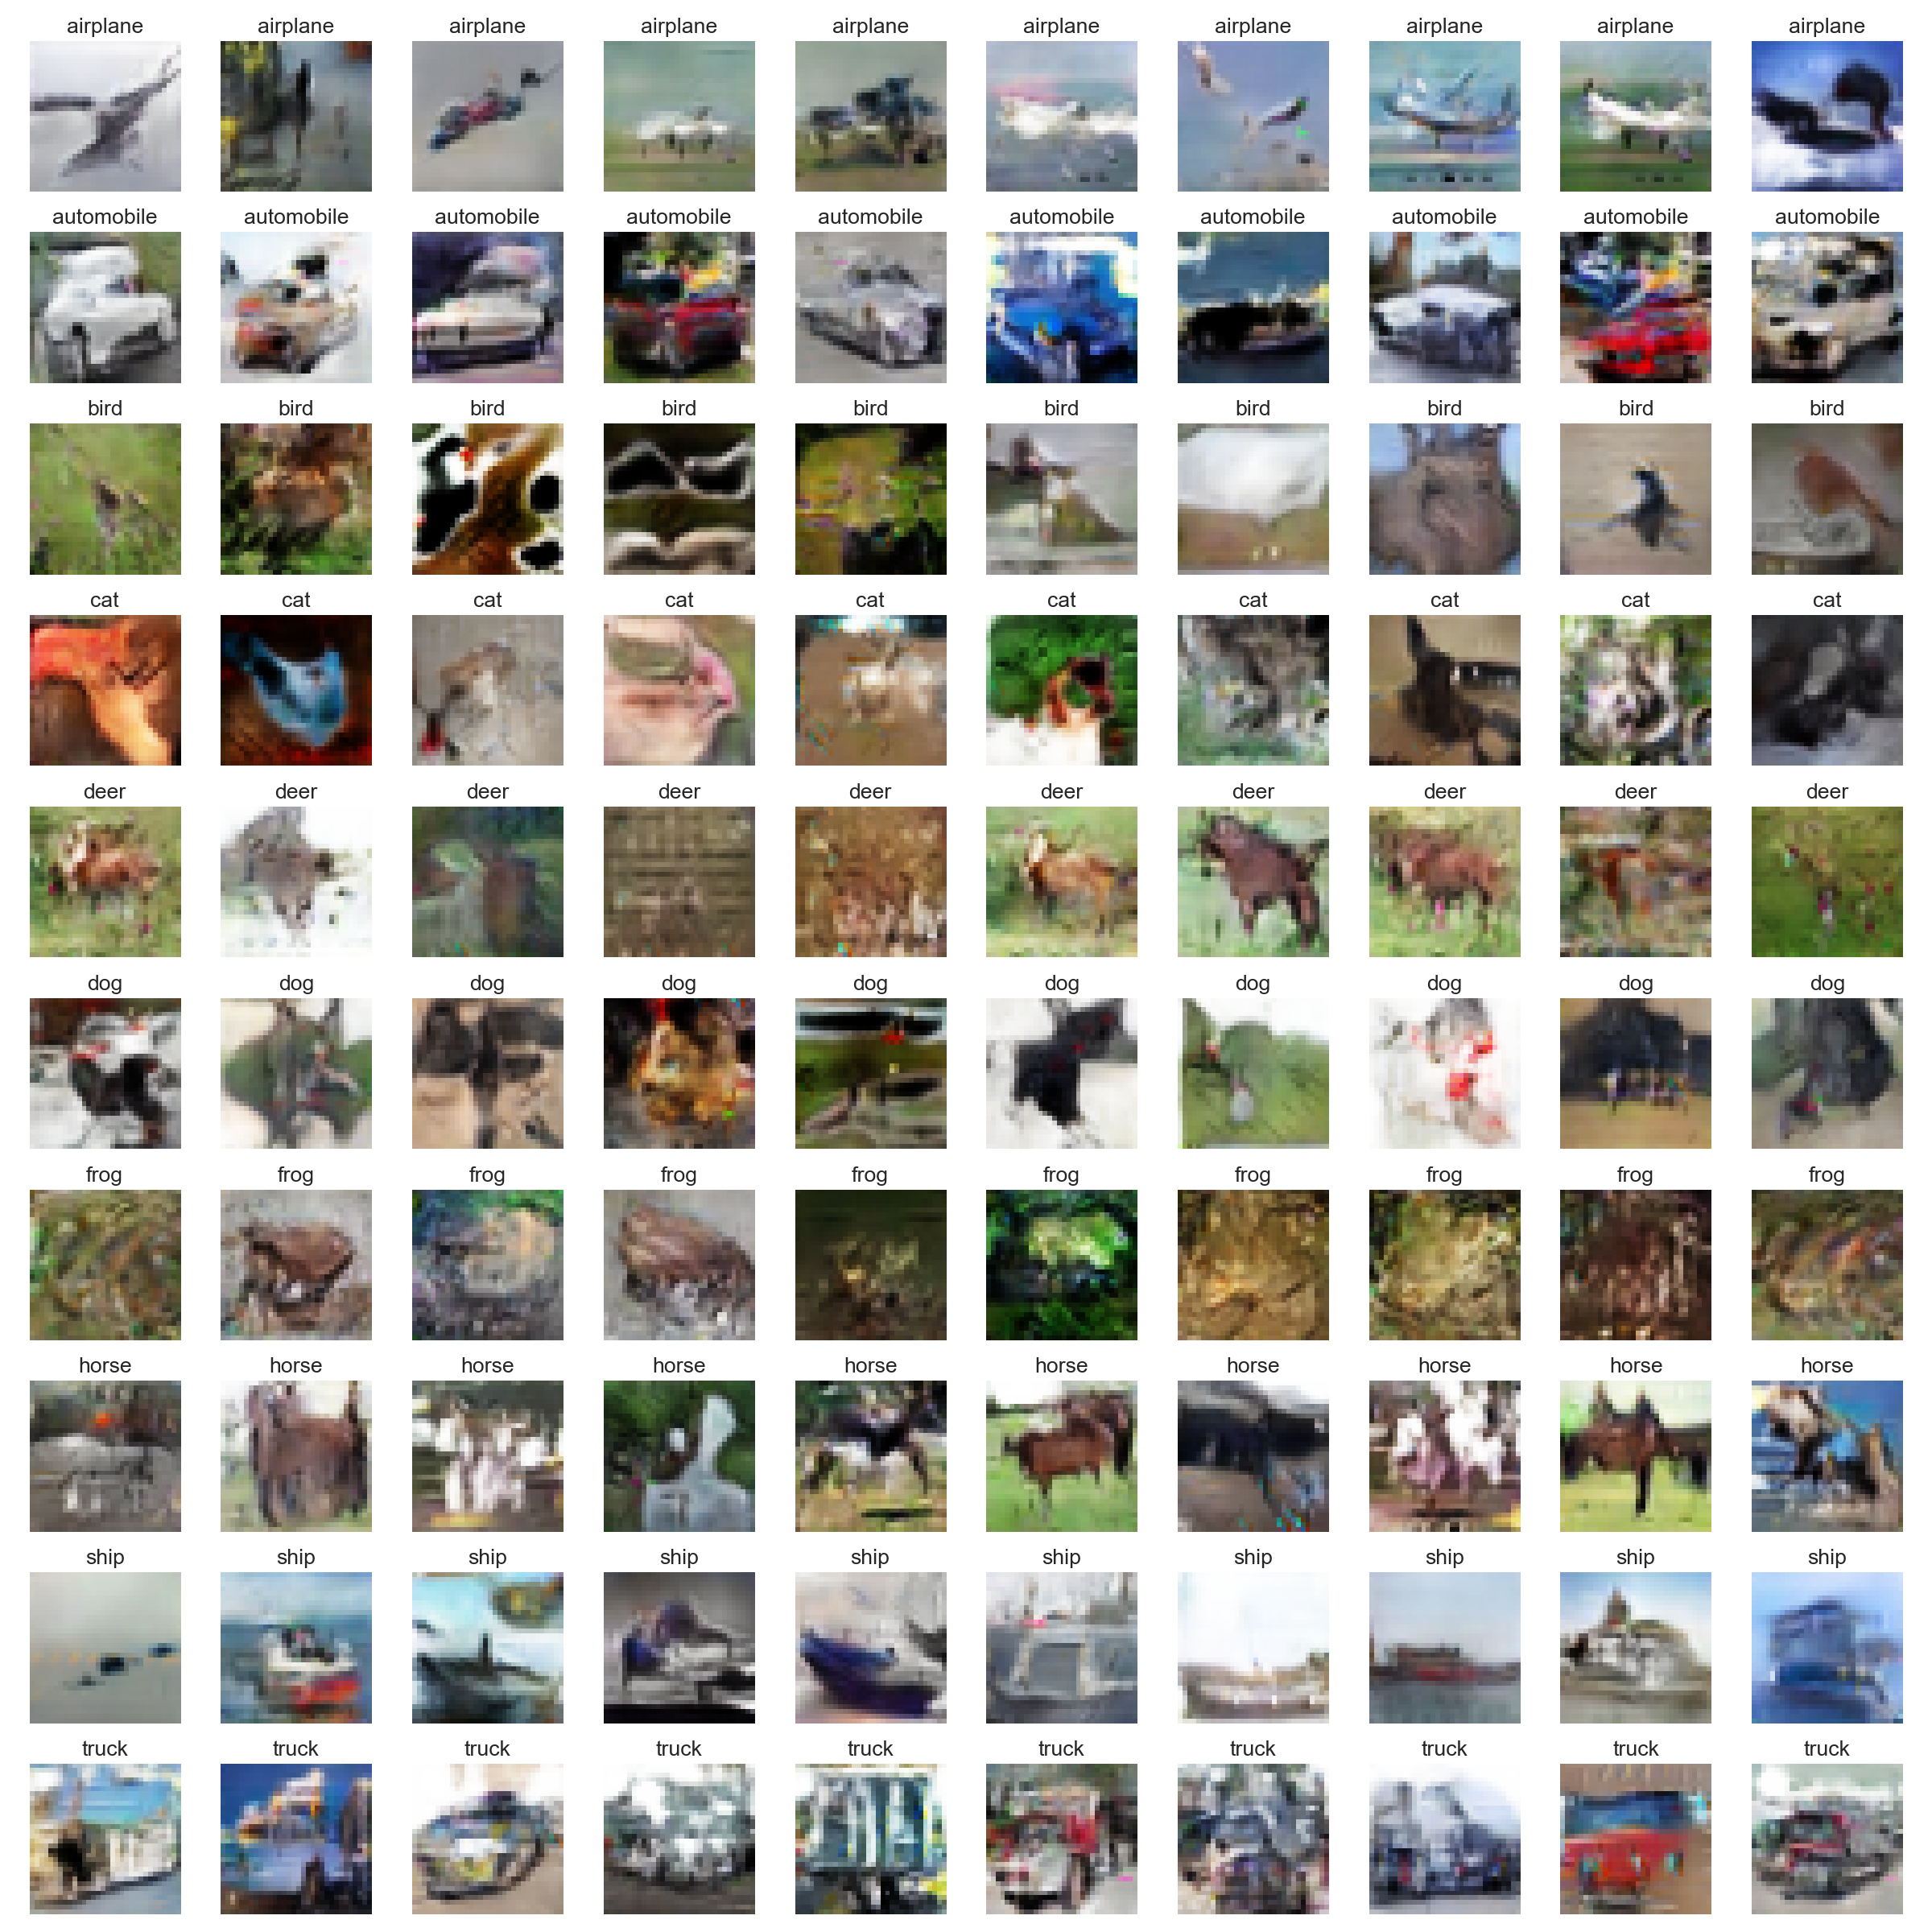 airplane airplane airplane airplane airplane airplane airplane airplane airplane airplane
automobile automobile automobile automobile automobile automobile automobile automobile automobile automobile
bird bird bird bird bird bird bird bird bird bird
cat cat cat cat cat cat cat cat cat cat
deer deer deer deer deer deer deer deer deer deer
dog dog dog dog dog dog dog dog dog dog
frog frog frog frog frog frog frog frog frog frog
horse horse horse horse horse horse horse horse horse horse
ship ship ship ship ship ship ship ship ship ship
truck truck truck truck truck truck truck truck truck truck